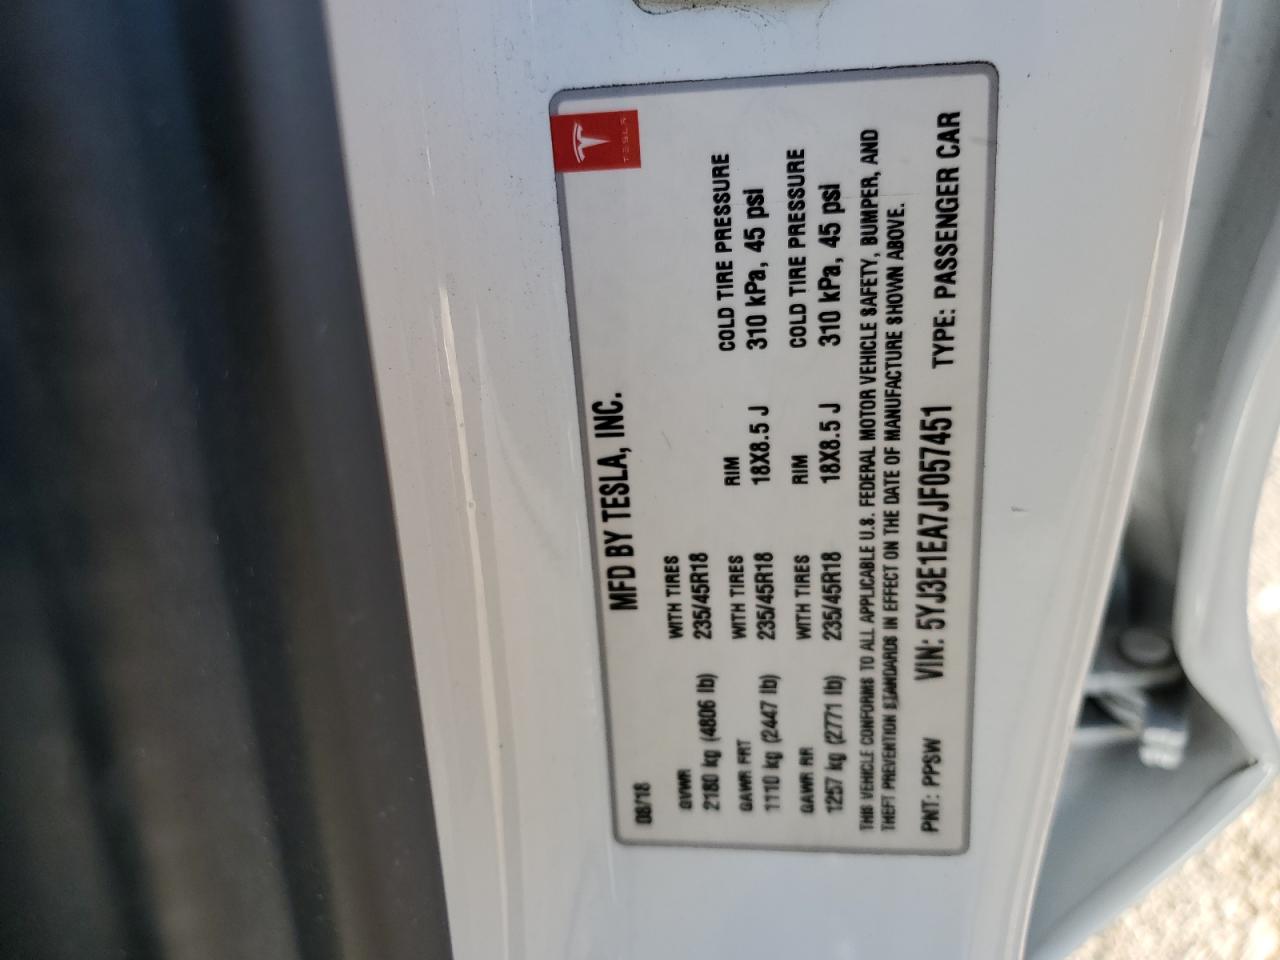 TESLA
MFD BY TESLA, INC.
08/18
GVWR WITH TIRES
2180 kg (4806 lb) 235/45R18
GAWR FRT WITH TIRES RIM COLD TIRE PRESSURE
1110 kg (2447 lb) 235/45R18 18X8.5 J 310 kPa, 45 psi
GAWR RR WITH TIRES RIM COLD TIRE PRESSURE
1257 kg (2771 lb) 235/45R18 18X8.5 J 310 kPa, 45 psi
THIS VEHICLE CONFORMS TO ALL APPLICABLE U.S. FEDERAL MOTOR VEHICLE SAFETY, BUMPER, AND
THEFT PREVENTION STANDARDS IN EFFECT ON THE DATE OF MANUFACTURE SHOWN ABOVE.
PNT: PPSW VIN: 5YJ3E1EA7JF057451 TYPE: PASSENGER CAR